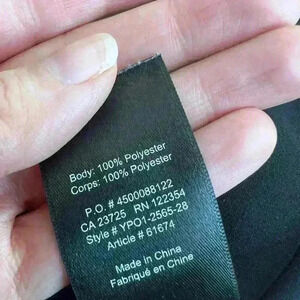 Body: 100% Polyester
Corps: 100% Polyester
P.O. # 4500088122
CA 23725 RN 122354
Style # YPO1-2565-28
Article # 61674
Made in China
Fabriqué en Chine